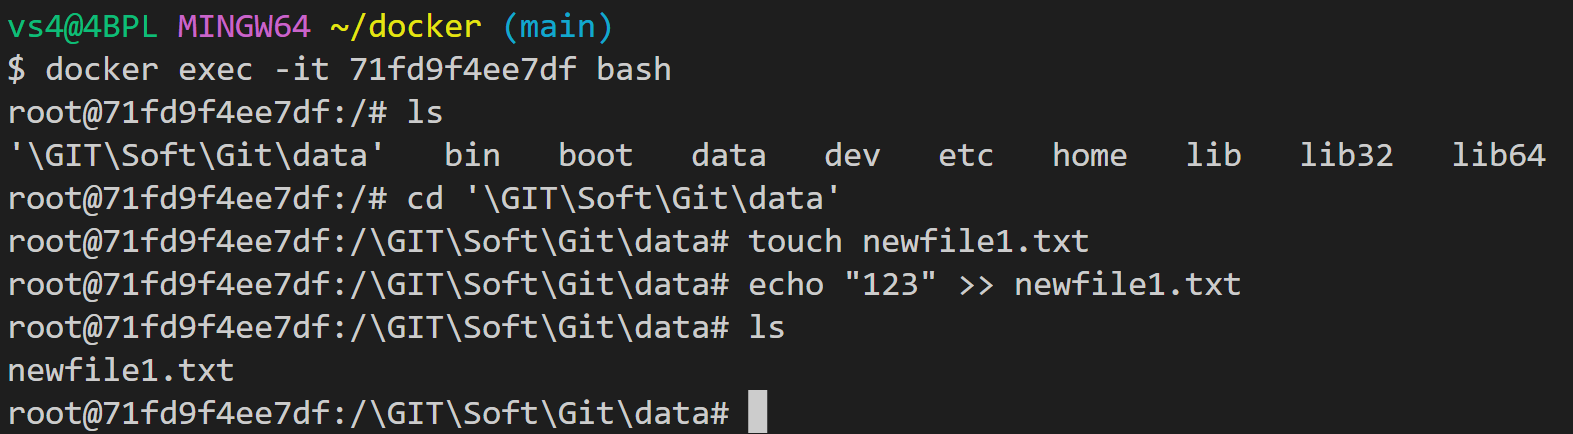 vs4@4BPL MINGW64 ~/docker (main)
$ docker exec -it 71fd9f4ee7df bash
root@71fd9f4ee7df:/# ls
'\GIT\Soft\Git\data'   bin   boot   data   dev   etc   home   lib   lib32   lib64
root@71fd9f4ee7df:/# cd '\GIT\Soft\Git\data'
root@71fd9f4ee7df:/\GIT\Soft\Git\data# touch newfile1.txt
root@71fd9f4ee7df:/\GIT\Soft\Git\data# echo "123" >> newfile1.txt
root@71fd9f4ee7df:/\GIT\Soft\Git\data# ls
newfile1.txt
root@71fd9f4ee7df:/\GIT\Soft\Git\data#